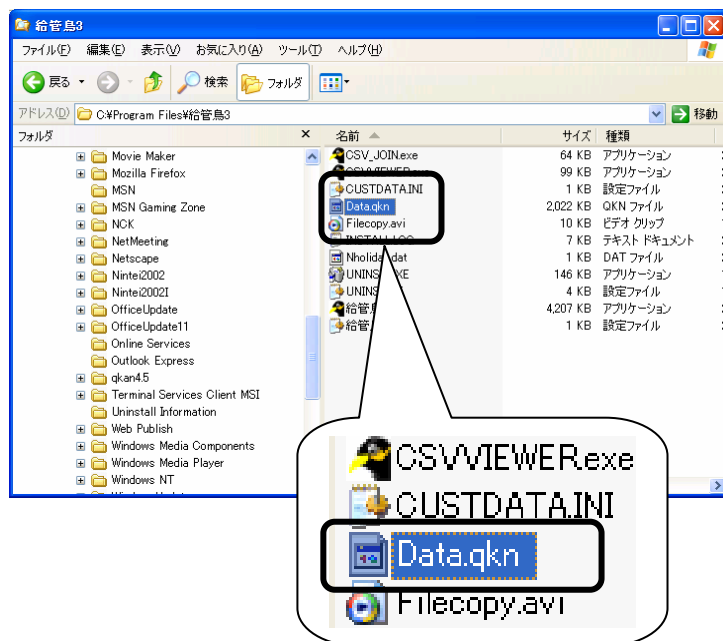 給管鳥3
ファイル(F) 編集(E) 表示(V) お気に入り(A) ツール(T) ヘルプ(H)
戻る 検索 フォルダ
アドレス(D) C:¥Program Files¥給管鳥3 移動
フォルダ × 名前 サイズ 種類
Movie Maker
Mozilla Firefox
MSN
MSN Gaming Zone
NCK
NetMeeting
Netscape
Nintei2002
Nintei2002I
OfficeUpdate
OfficeUpdate11
Online Services
Outlook Express
qkan4.5
Terminal Services Client MSI
Uninstall Information
Web Publish
Windows Media Components
Windows Media Player
Windows NT
CSV_JOIN.exe 64 KB アプリケーション
99 KB アプリケーション
CUSTDATA.INI 1 KB 設定ファイル
Data.qkn 2,022 KB QKN ファイル
Filecopy.avi 10 KB ビデオ クリップ
INSTALL.LOG 7 KB テキスト ドキュメント
Nholiday.dat 1 KB DAT ファイル
146 KB アプリケーション
4 KB 設定ファイル
給管 4,207 KB アプリケーション
給管 1 KB 設定ファイル
CSVVIEWER.exe
CUSTDATA.INI
Data.qkn
Filecopy.avi